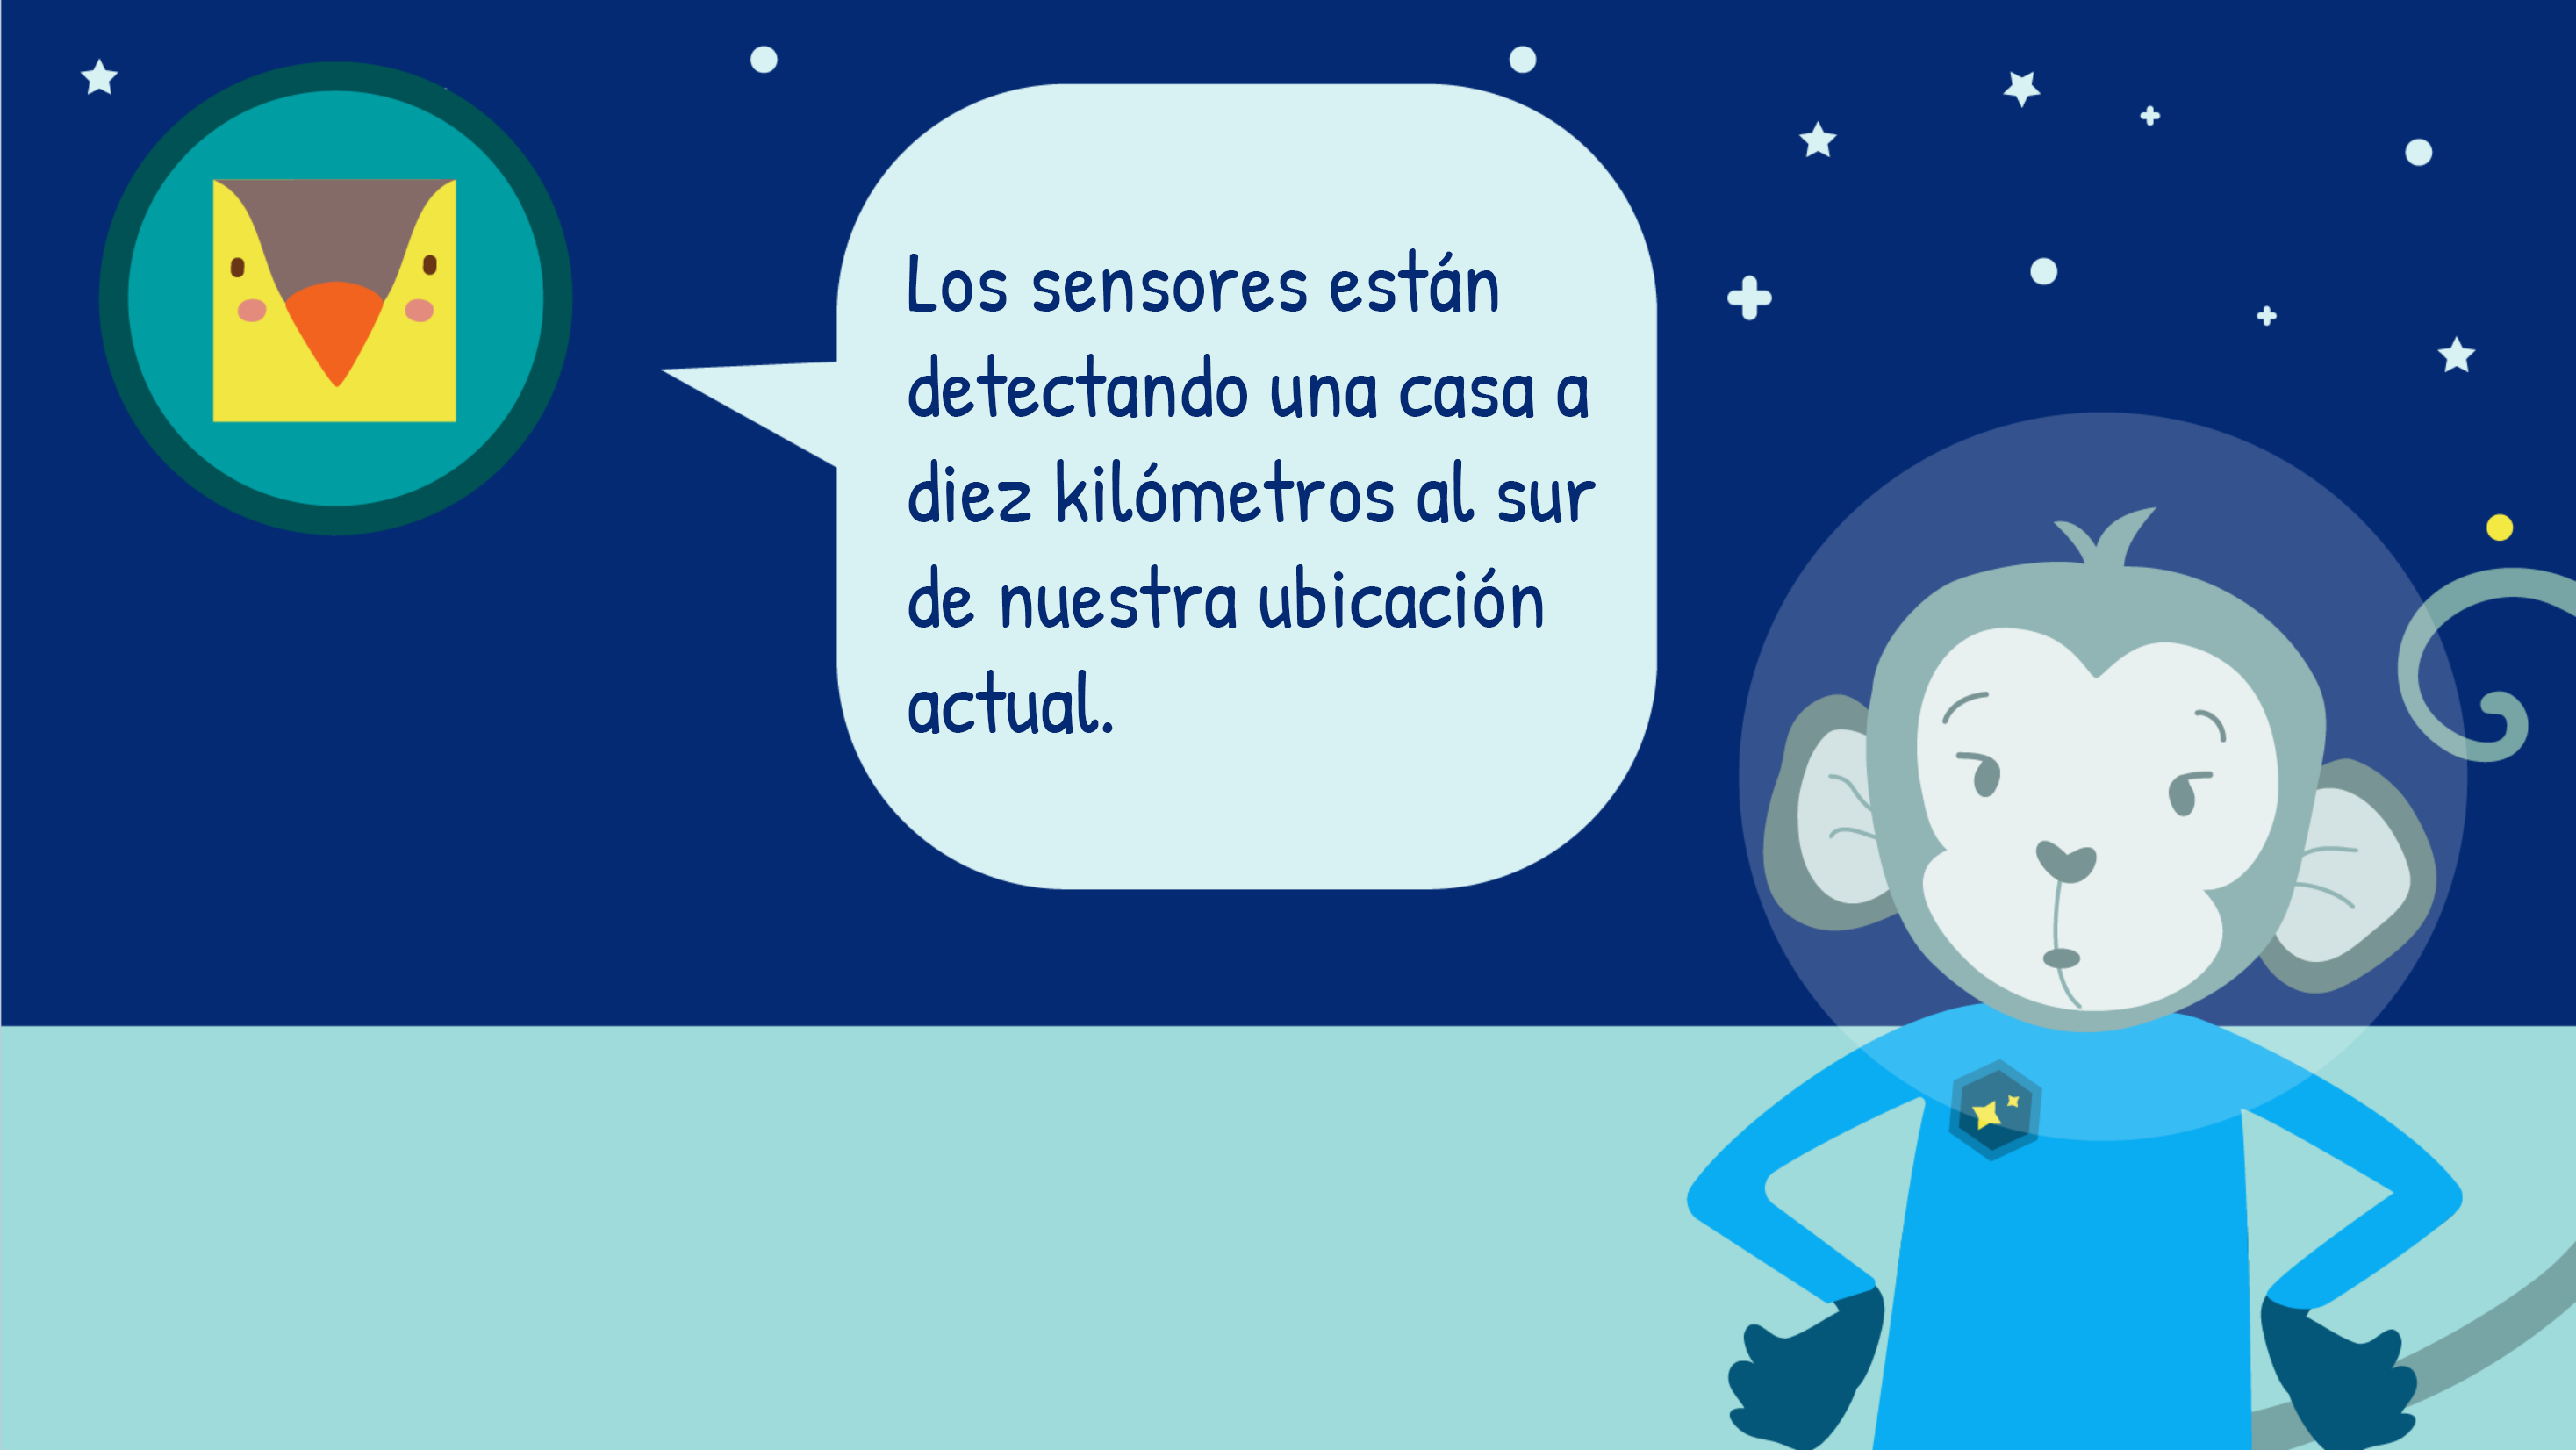 Los sensores están
detectando una casa a
diez kilómetros al sur
de nuestra ubicación
actual.